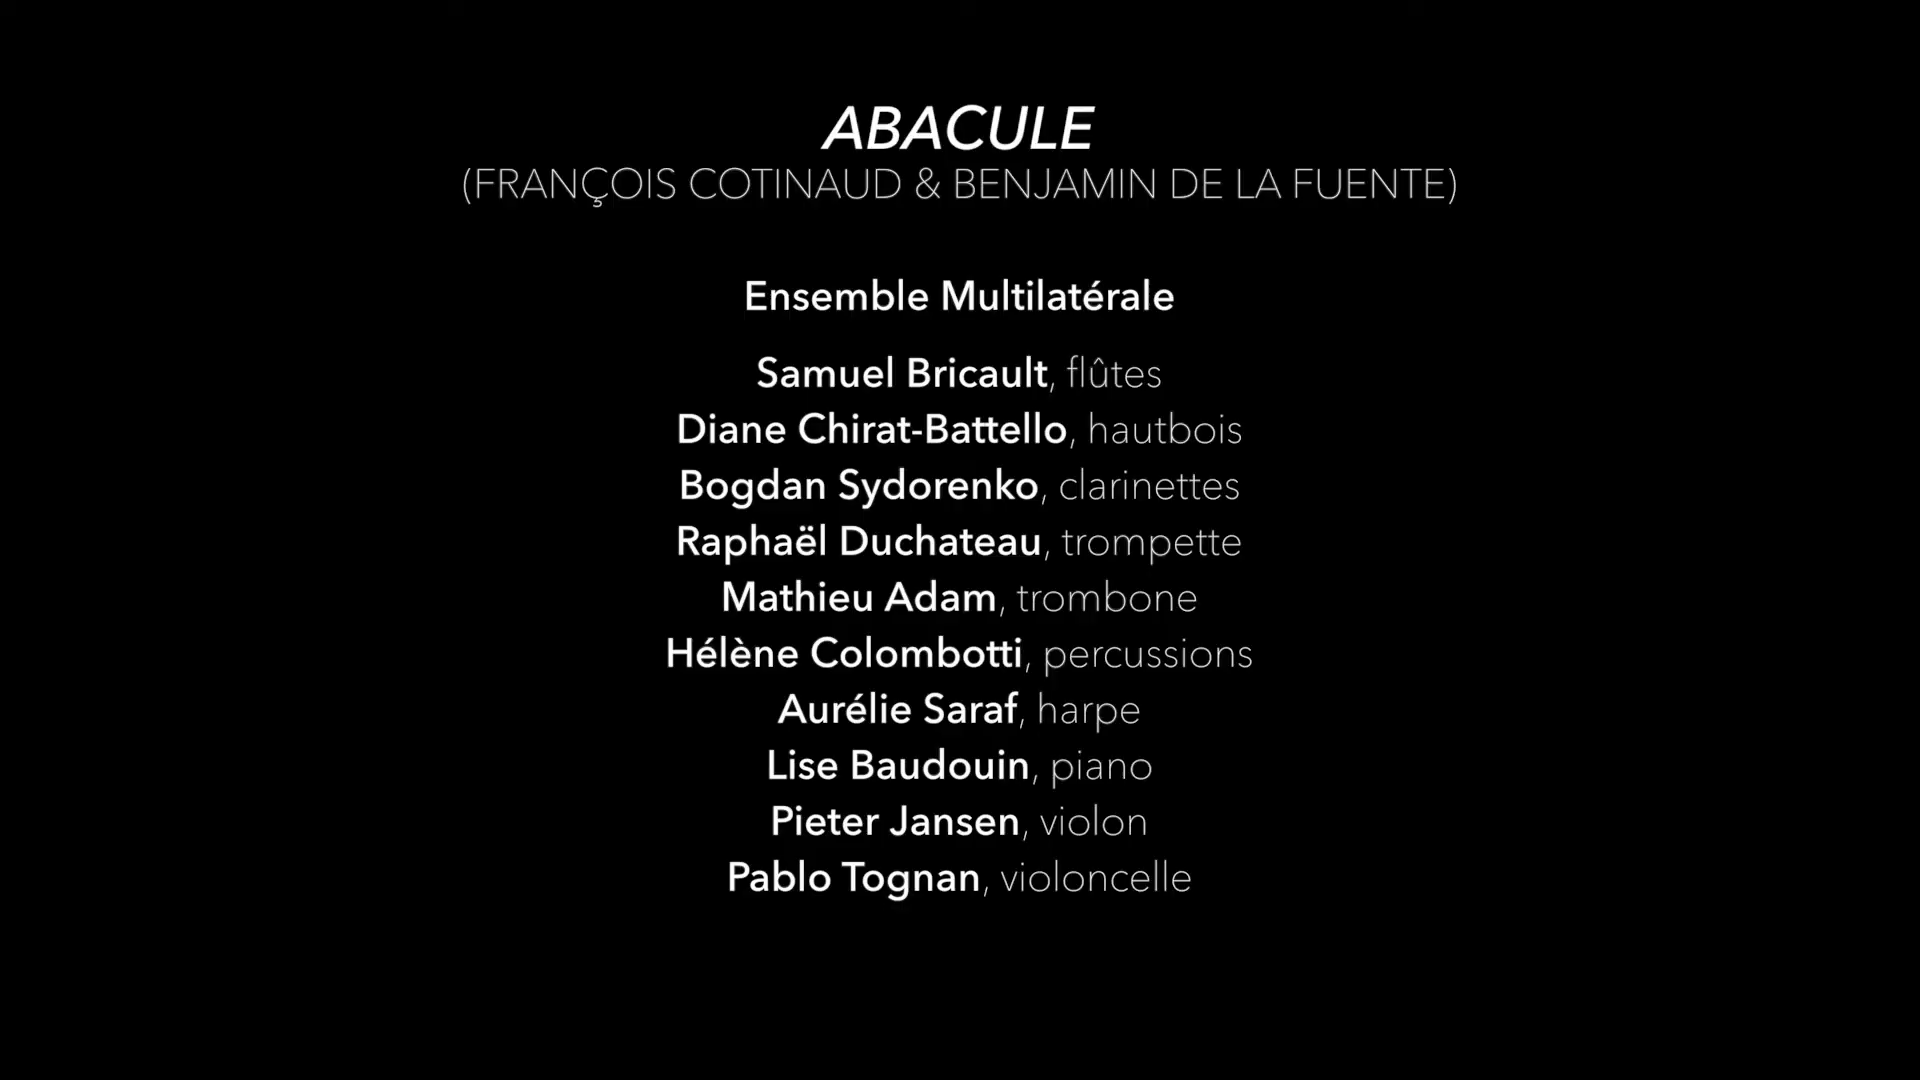 ABACULE
(FRANÇOIS COTINAUD & BENJAMIN DE LA FUENTE)
Ensemble Multilatérale
Samuel Bricault, flûtes
Diane Chirat-Battello, hautbois
Bogdan Sydorenko, clarinettes
Raphaël Duchateau, trompette
Mathieu Adam, trombone
Hélène Colombotti, percussions
Aurélie Saraf, harpe
Lise Baudouin, piano
Pieter Jansen, violon
Pablo Tognan, violoncelle